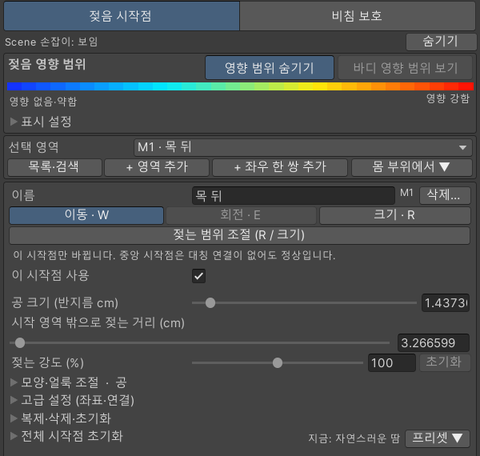 젖음 시작점 비침 보호
Scene 손잡이: 보임 숨기기
젖음 영향 범위 영향 범위 숨기기 바디 영향 범위 보기
영향 없음·약함 영향 강함
표시 설정
선택 영역 M1 · 목 뒤
목록·검색 + 영역 추가 + 좌우 한 쌍 추가 몸 부위에서 ▼
이름 목 뒤 M1 삭제...
이동 · W 회전 · E 크기 · R
젖는 범위 조절 (R / 크기)
이 시작점만 바뀝니다. 중앙 시작점은 대칭 연결이 없어도 정상입니다.
이 시작점 사용
공 크기 (반지름 cm) 1.4373
시작 영역 밖으로 젖는 거리 (cm)
3.266599
젖는 강도 (%) 100 초기화
모양·얼룩 조절 · 공
고급 설정 (좌표·연결)
복제·삭제·초기화
전체 시작점 초기화 지금: 자연스러운 땀 프리셋 ▼